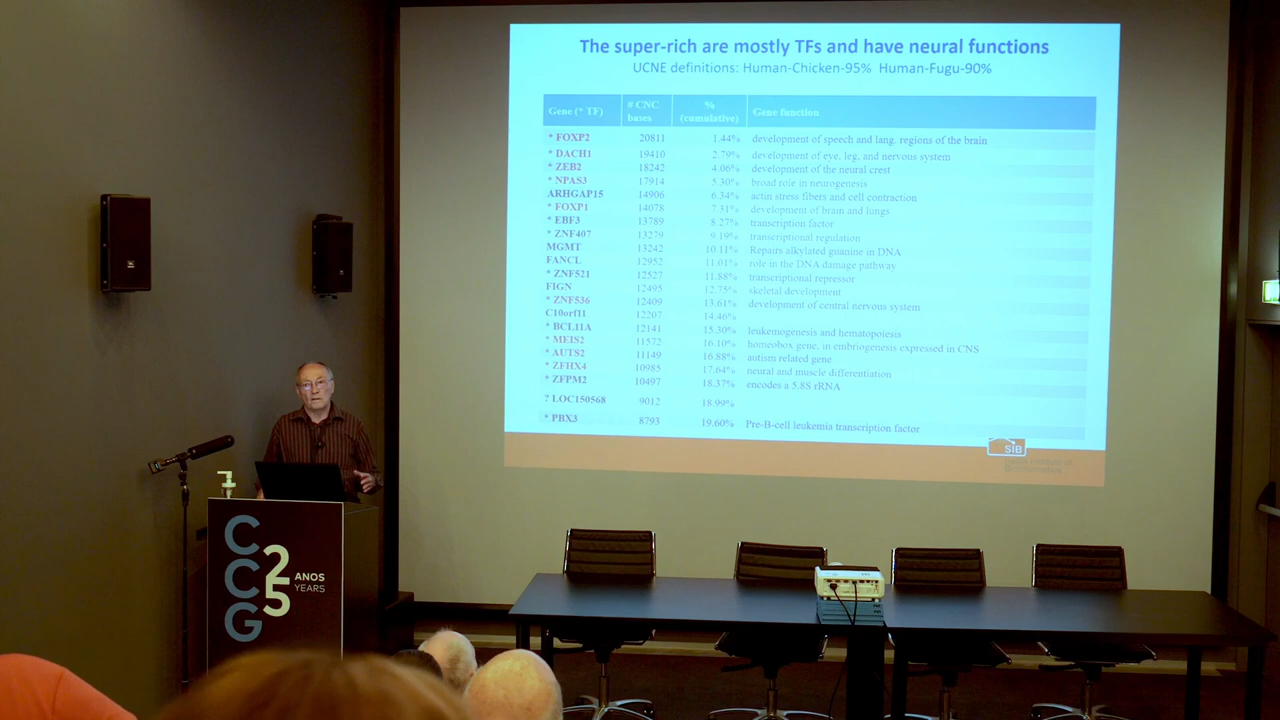 The super-rich are mostly TFs and have neural functions
UCNE definitions: Human-Chicken-95% Human-Fugu-90%
Gene (* TF) # CNC bases % (cumulative) Gene function
* FOXP2 20811 1.44% development of speech and lang. regions of the brain
* DACH1 19410 2.79% development of eye, leg, and nervous system
* ZEB2 18242 4.06% development of the neural crest
* NPAS3 17914 5.30% broad role in neurogenesis
ARHGAP15 14906 6.34% actin stress fibers and cell contraction
* FOXP1 14078 7.31% development of brain and lungs
* EBF3 13789 8.27% transcription factor
* ZNF407 13279 9.19% transcriptional regulation
MGMT 13242 10.11% Repairs alkylated guanine in DNA
FANCL 12952 11.01% role in the DNA damage pathway
* ZNF521 12527 11.88% transcriptional repressor
FIGN 12495 12.75% skeletal development
* ZNF536 12409 13.61% development of central nervous system
C10orf11 12207 14.46%
* BCL11A 12141 15.30% leukemogenesis and hematopoiesis
* MEIS2 11572 16.10% homeobox gene, in embriogenesis expressed in CNS
* AUTS2 11149 16.88% autism related gene
* ZFHX4 10985 17.64% neural and muscle differentiation
* ZFPM2 10497 18.37% encodes a 5.8S rRNA
? LOC150568 9012 18.99%
* PBX3 8793 19.60% Pre-B-cell leukemia transcription factor
SIB
Swiss Institute of
Bioinformatics
CCG
25
ANOS
YEARS